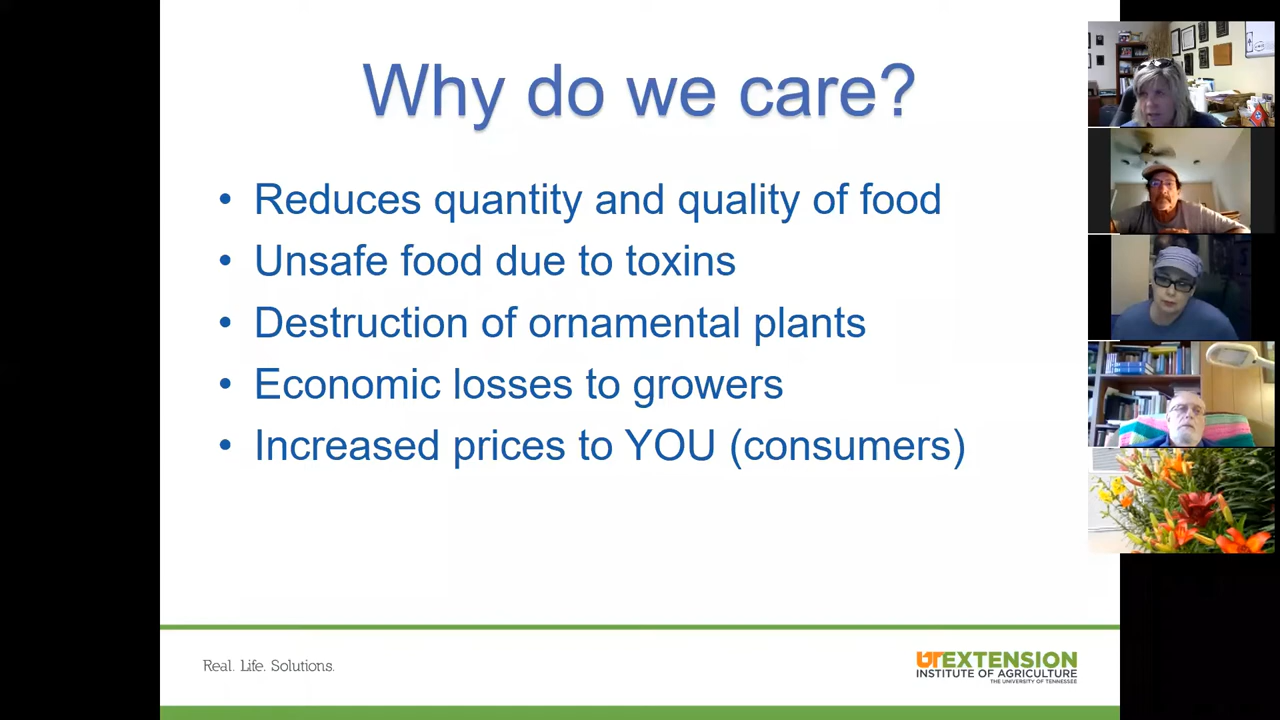 Why do we care?
• Reduces quantity and quality of food
• Unsafe food due to toxins
• Destruction of ornamental plants
• Economic losses to growers
• Increased prices to YOU (consumers)
Real. Life. Solutions.
UTEXTENSION
INSTITUTE OF AGRICULTURE
THE UNIVERSITY OF TENNESSEE